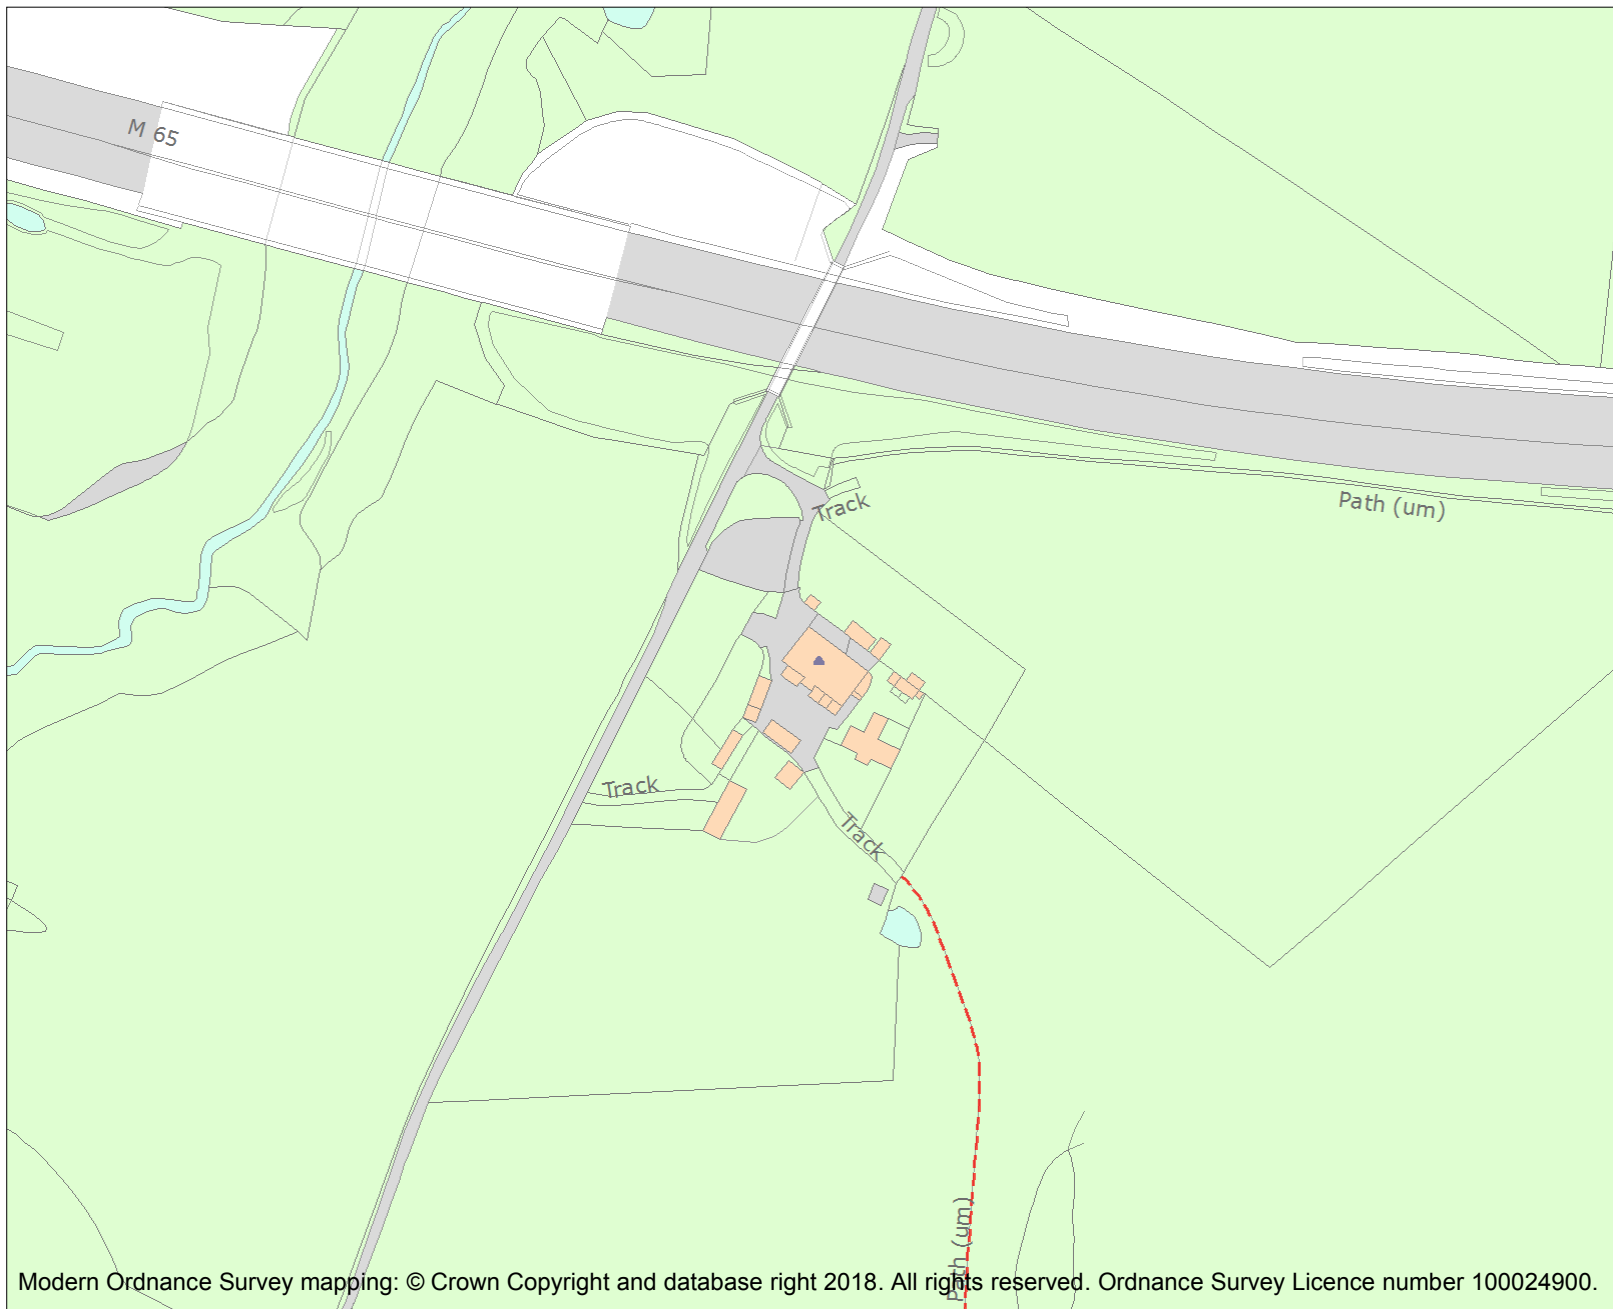 M 65
Track
Path (um)
Track
Track
Path (um)
Modern Ordnance Survey mapping: © Crown Copyright and database right 2018. All rights reserved. Ordnance Survey Licence number 100024900.